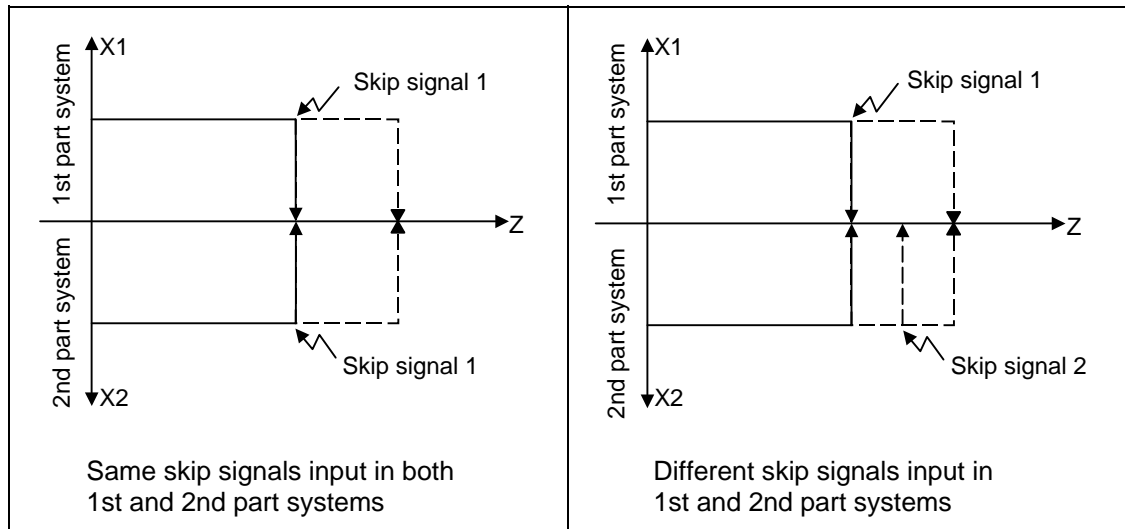 X1
1st part system
Skip signal 1
Z
2nd part system
Skip signal 1
X2
Same skip signals input in both
1st and 2nd part systems
X1
1st part system
Skip signal 1
Z
2nd part system
Skip signal 2
X2
Different skip signals input in
1st and 2nd part systems